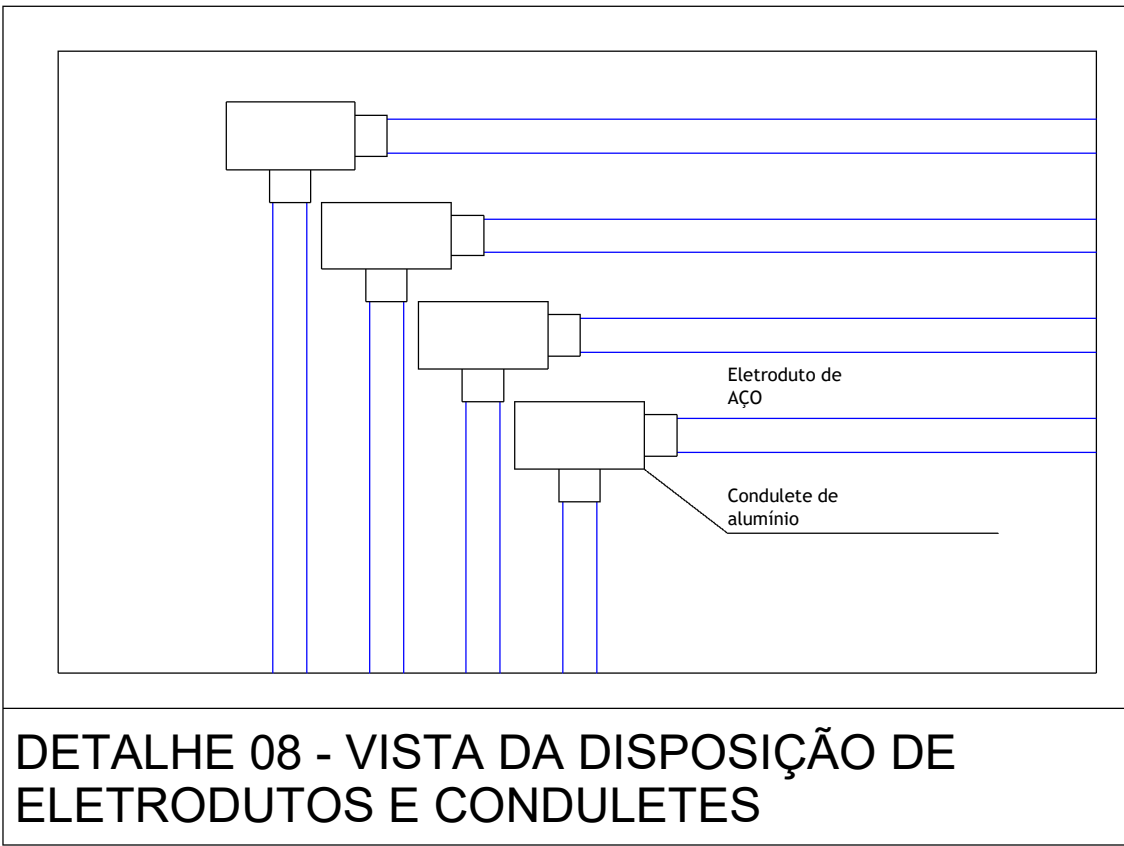 Eletroduto de
AÇO
Condulete de
alumínio
DETALHE 08 - VISTA DA DISPOSIÇÃO DE
ELETRODUTOS E CONDULETES